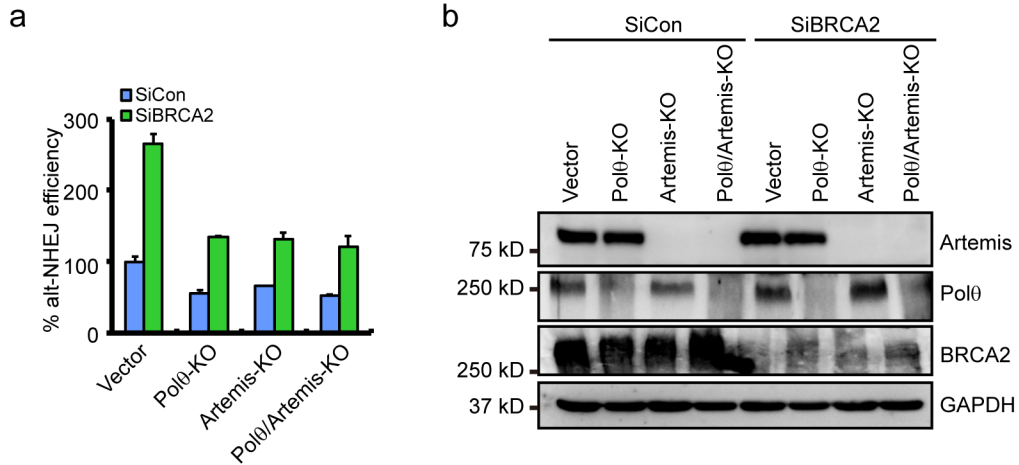 a
SiCon
SiBRCA2
% alt-NHEJ efficiency
300
200
100
0
Vector
Polθ-KO
Artemis-KO
Polθ/Artemis-KO
b
SiCon SiBRCA2
Vector
Polθ-KO
Artemis-KO
Polθ/Artemis-KO
Vector
Polθ-KO
Artemis-KO
Polθ/Artemis-KO
75 kD
Artemis
250 kD
Polθ
250 kD
BRCA2
37 kD
GAPDH